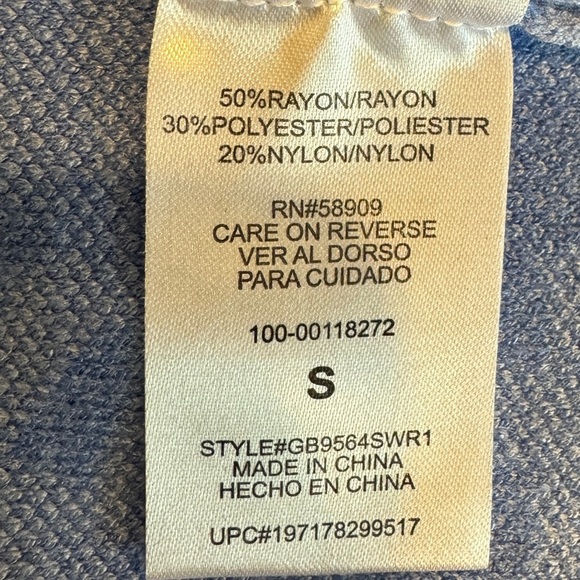 50%RAYON/RAYON
30%POLYESTER/POLIESTER
20%NYLON/NYLON
RN#58909
CARE ON REVERSE
VER AL DORSO
PARA CUIDADO
100-00118272
S
STYLE#GB9564SWR1
MADE IN CHINA
HECHO EN CHINA
UPC#197178299517